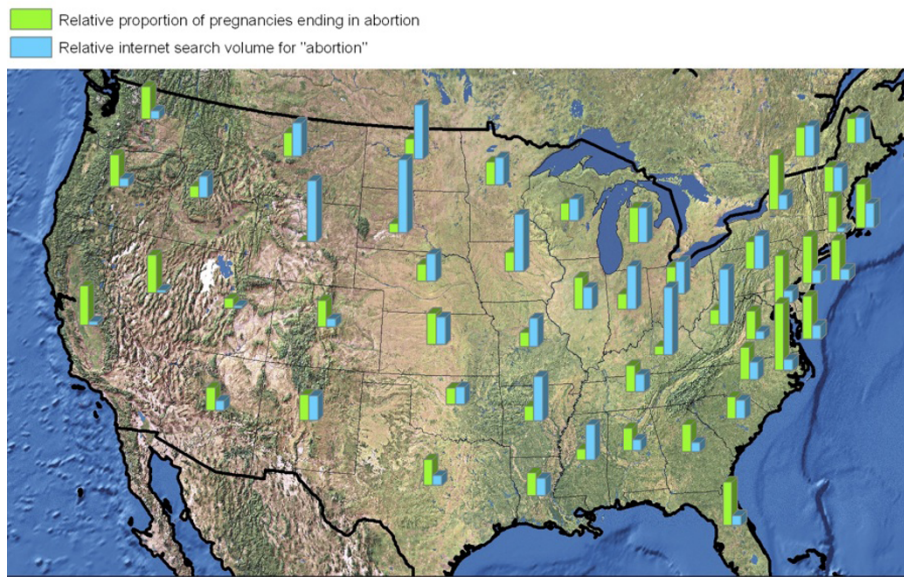 Relative proportion of pregnancies ending in abortion
Relative internet search volume for "abortion"